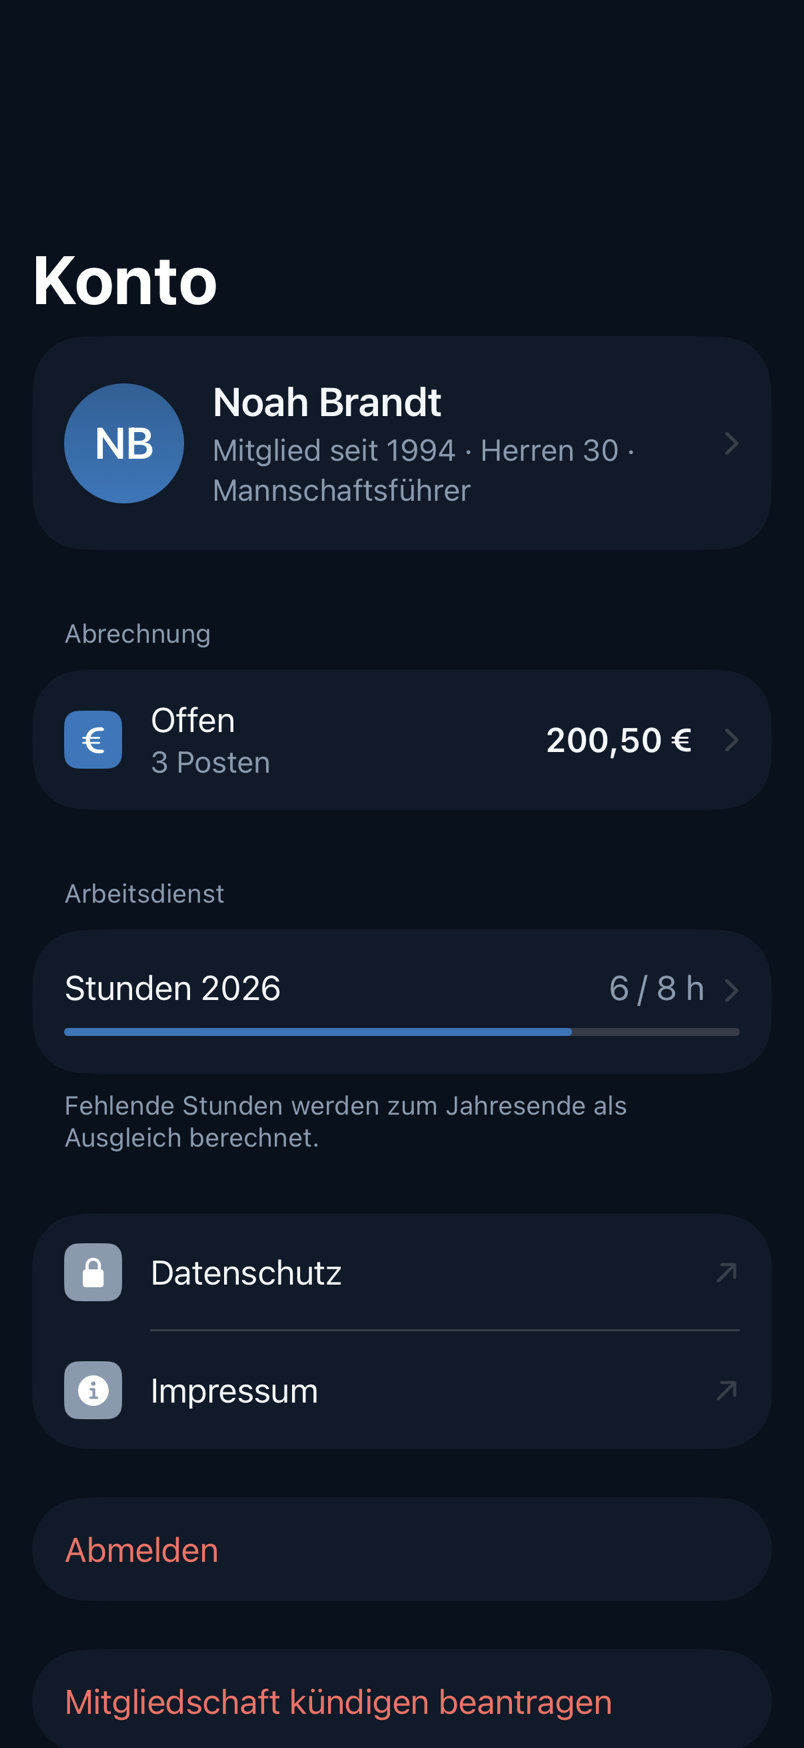 Konto
NB
Noah Brandt
Mitglied seit 1994 · Herren 30 ·
Mannschaftsführer
Abrechnung
€
Offen
3 Posten
200,50 €
Arbeitsdienst
Stunden 2026
6 / 8 h
Fehlende Stunden werden zum Jahresende als
Ausgleich berechnet.
Datenschutz
Impressum
Abmelden
Mitgliedschaft kündigen beantragen